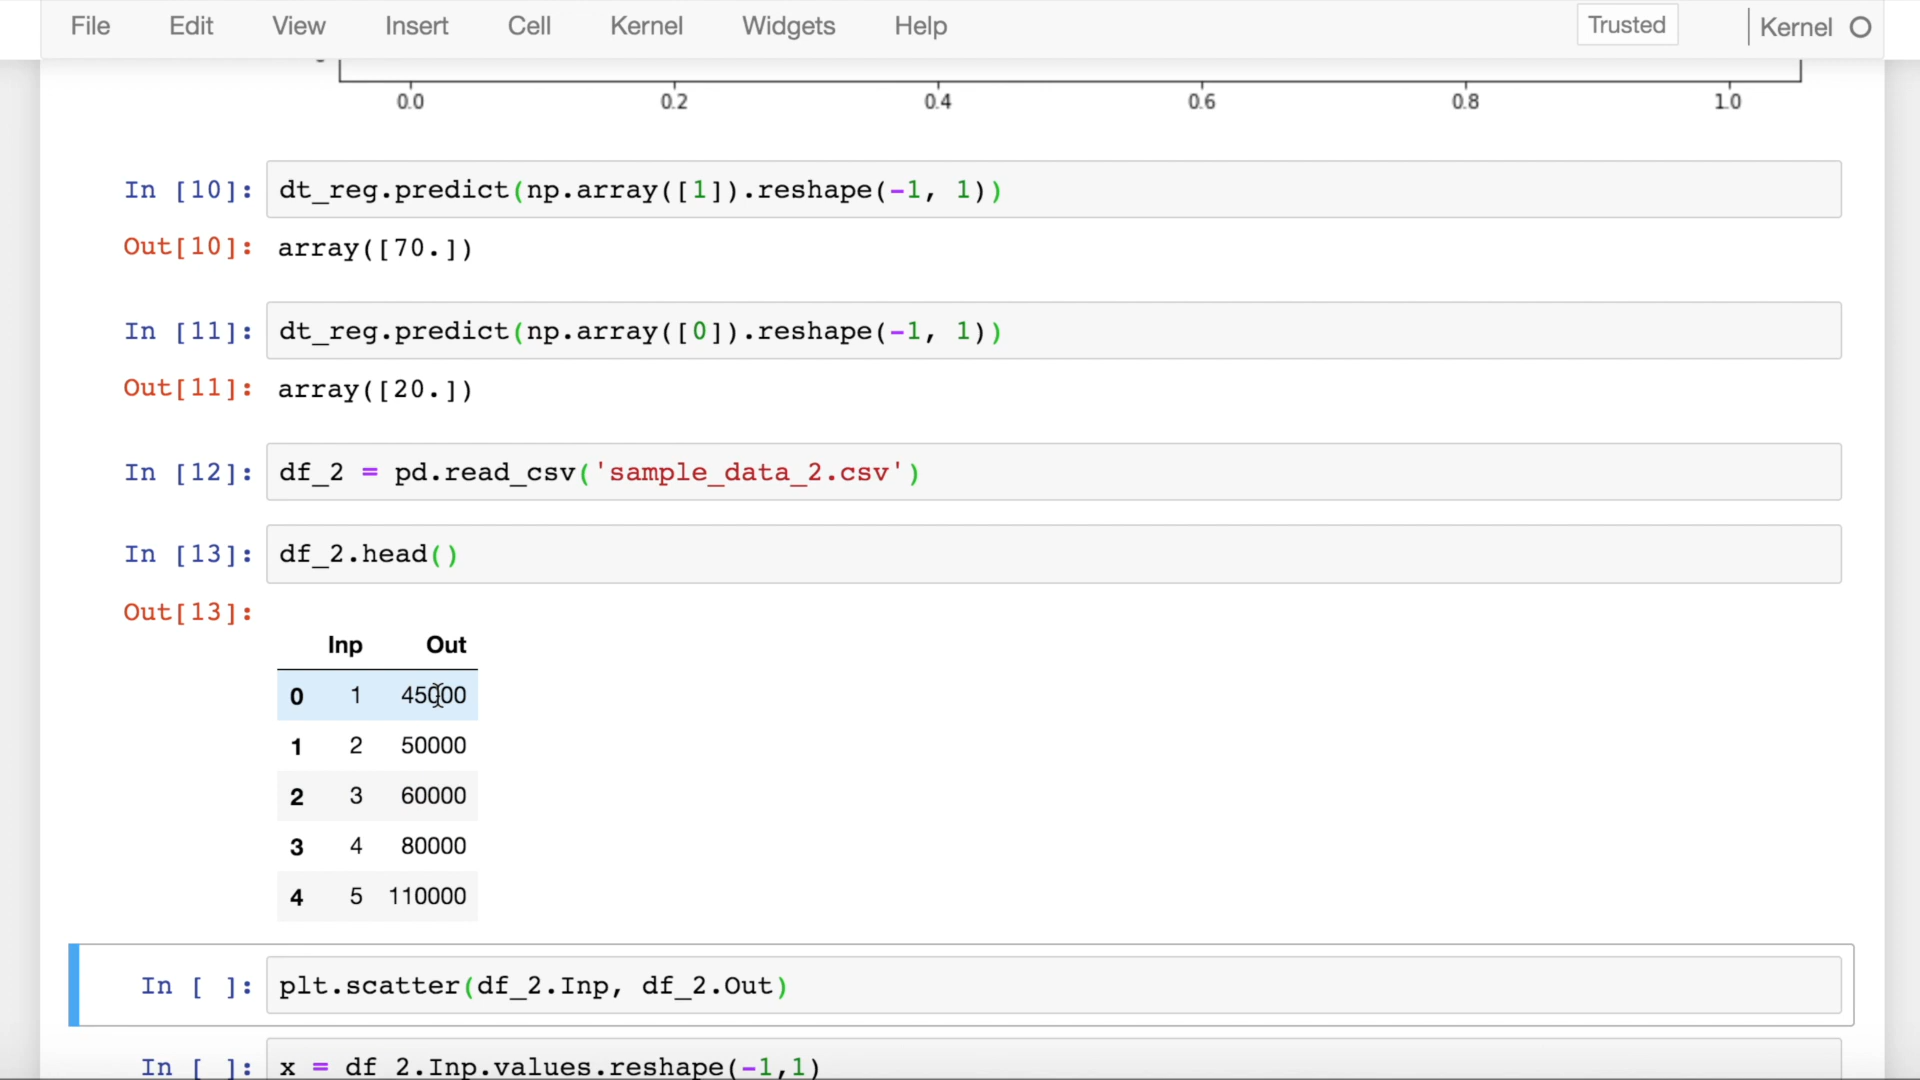 File Edit View Insert Cell Kernel Widgets Help Trusted Kernel
0.0 0.2 0.4 0.6 0.8 1.0
In [10]: dt_reg.predict(np.array([1]).reshape(-1, 1))
Out[10]: array([70.])
In [11]: dt_reg.predict(np.array([0]).reshape(-1, 1))
Out[11]: array([20.])
In [12]: df_2 = pd.read_csv('sample_data_2.csv')
In [13]: df_2.head()
Out[13]:
Inp Out
0 1 45000
1 2 50000
2 3 60000
3 4 80000
4 5 110000
In [ ]: plt.scatter(df_2.Inp, df_2.Out)
In [ ]: x = df_2.Inp.values.reshape(-1,1)